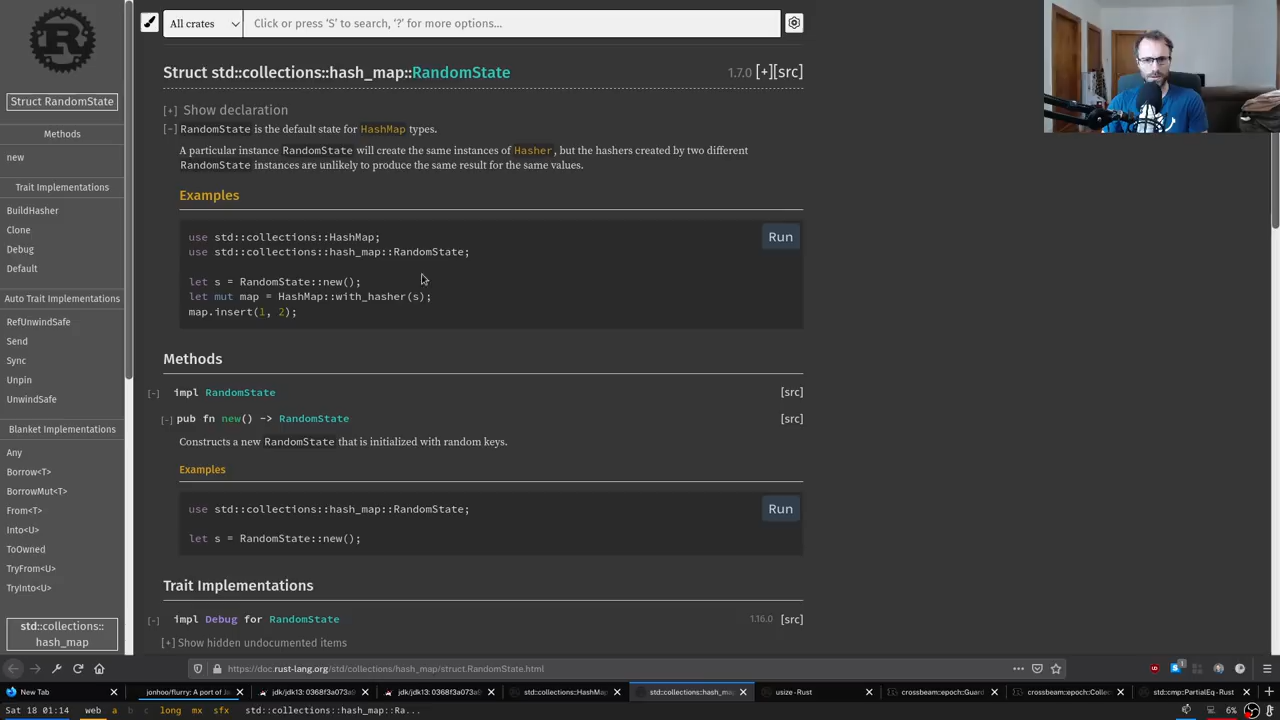 All crates
Click or press ‘S’ to search, ‘?’ for more options…
Struct RandomState
Methods
new
Trait Implementations
BuildHasher
Clone
Debug
Default
Auto Trait Implementations
RefUnwindSafe
Send
Sync
Unpin
UnwindSafe
Blanket Implementations
Any
Borrow<T>
BorrowMut<T>
From<T>
Into<U>
ToOwned
TryFrom<U>
TryInto<U>
std::collections::
hash_map
Struct std::collections::hash_map::RandomState
1.7.0 [+][src]
[+] Show declaration
[−] RandomState is the default state for HashMap types.
A particular instance RandomState will create the same instances of Hasher, but the hashers created by two different
RandomState instances are unlikely to produce the same result for the same values.
Examples
use std::collections::HashMap;
use std::collections::hash_map::RandomState;
let s = RandomState::new();
let mut map = HashMap::with_hasher(s);
map.insert(1, 2);
Run
Methods
[−] impl RandomState [src]
[−] pub fn new() -> RandomState [src]
Constructs a new RandomState that is initialized with random keys.
Examples
use std::collections::hash_map::RandomState;
let s = RandomState::new();
Run
Trait Implementations
[−] impl Debug for RandomState 1.16.0 [src]
[+] Show hidden undocumented items
https://doc.rust-lang.org/std/collections/hash_map/struct.RandomState.html
New Tab
jonhoo/flurry: A port of Ja
jdk/jdk13: 0368f3a073a9
jdk/jdk13: 0368f3a073a9
std::collections::HashMap
std::collections::hash_ma
usize - Rust
crossbeam::epoch::Guard
crossbeam::epoch::Collec
std::cmp::PartialEq - Rust
Sat 18 01:14 web a b c long mx sfx std::collections::hash_map::Ra...
6%